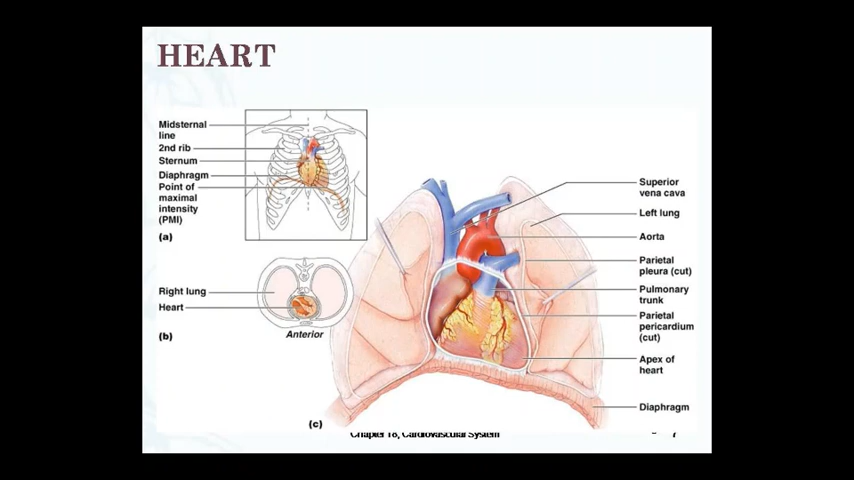 HEART
Midsternal
line
2nd rib
Sternum
Diaphragm
Point of
maximal
intensity
(PMI)
(a)
Right lung
Heart
Anterior
(b)
Superior
vena cava
Left lung
Aorta
Parietal
pleura (cut)
Pulmonary
trunk
Parietal
pericardium
(cut)
Apex of
heart
Diaphragm
(c)
Chapter 18, Cardiovascular System
7